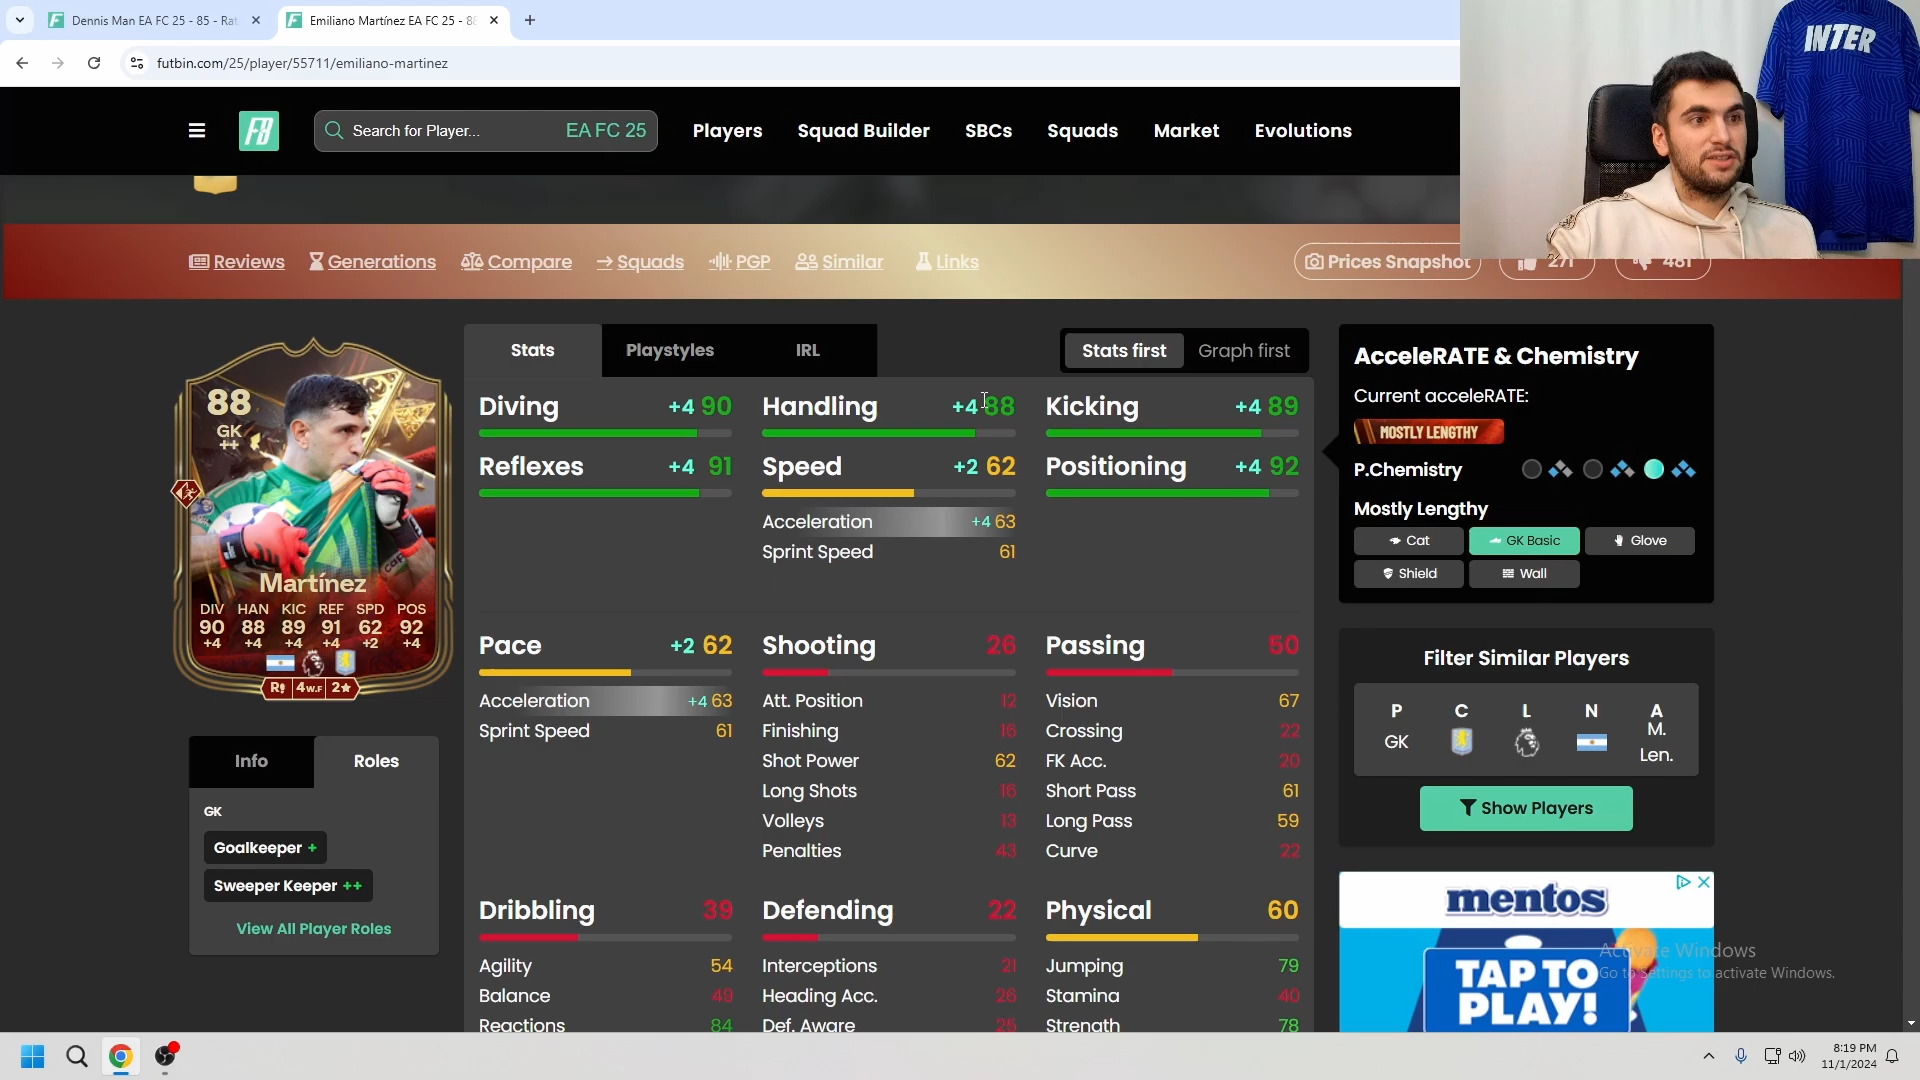 Dennis Man EA FC 25 - 85 - Rat
Emiliano Martínez EA FC 25 - 88
futbin.com/25/player/55711/emiliano-martinez
INTER
Search for Player... EA FC 25
Players
Squad Builder
SBCs
Squads
Market
Evolutions
Reviews
Generations
Compare
Squads
PGP
Similar
Links
Prices Snapshot
271
481
88
GK
++
Martínez
DIV HAN KIC REF SPD POS
90 88 89 91 62 92
+4 +4 +4 +4 +2 +4
R 4W.F 2★
Info
Roles
GK
Goalkeeper +
Sweeper Keeper ++
View All Player Roles
Stats
Playstyles
IRL
Stats first
Graph first
Diving +4 90
Handling +4 88
Kicking +4 89
Reflexes +4 91
Speed +2 62
Positioning +4 92
Acceleration +4 63
Sprint Speed 61
Pace +2 62
Acceleration +4 63
Sprint Speed 61
Shooting 26
Att. Position 12
Finishing 16
Shot Power 62
Long Shots 16
Volleys 13
Penalties 43
Passing 50
Vision 67
Crossing 22
FK Acc. 20
Short Pass 61
Long Pass 59
Curve 22
Dribbling 39
Agility 54
Balance 49
Reactions 84
Defending 22
Interceptions 21
Heading Acc. 26
Def. Aware 25
Physical 60
Jumping 79
Stamina 40
Strength 78
AcceleRATE & Chemistry
Current acceleRATE:
MOSTLY LENGTHY
P.Chemistry
Mostly Lengthy
Cat
GK Basic
Glove
Shield
Wall
Filter Similar Players
P C L N A
GK
M.
Len.
Show Players
mentos
TAP TO
PLAY!
Activate Windows
Go to Settings to activate Windows.
8:19 PM
11/1/2024